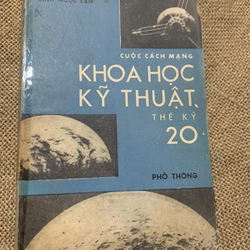 CUỘC CÁCH MẠNG
KHOA HỌC
KỸ THUẬT
THẾ KỶ
20
PHỔ THÔNG